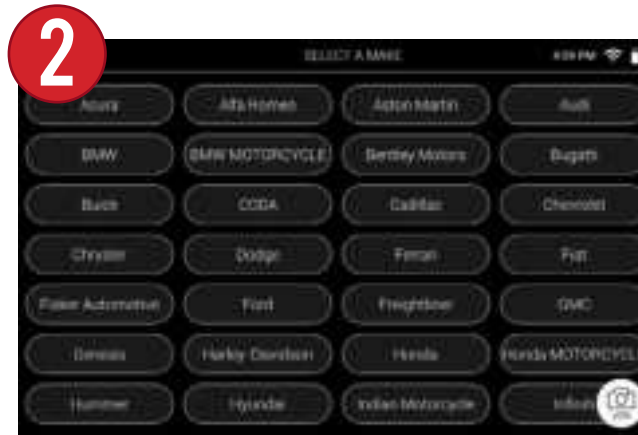 2
SELECT A MAKE
Acura
Alfa Romeo
Aston Martin
Audi
BMW
BMW MOTORCYCLE
Bentley Motors
Bugatti
Buick
CODA
Cadillac
Chevrolet
Chrysler
Dodge
Ferrari
Fiat
Fisker Automotive
Ford
Freightliner
GMC
Genesis
Harley Davidson
Honda
Honda MOTORCYCL
Hummer
Hyundai
Indian Motorcycle
Infiniti